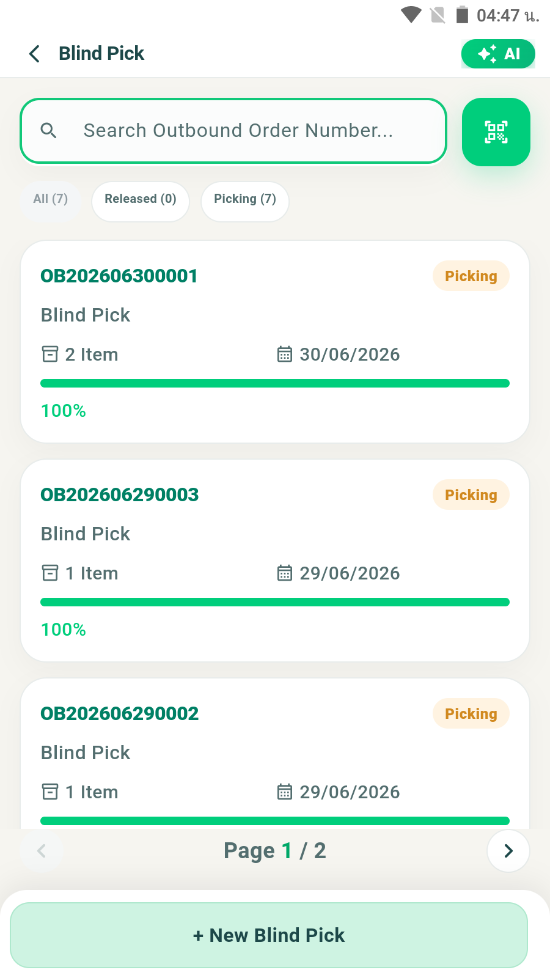 04:47 น.
Blind Pick
AI
Search Outbound Order Number...
All (7)
Released (0)
Picking (7)
OB202606300001
Picking
Blind Pick
2 Item
30/06/2026
100%
OB202606290003
Picking
Blind Pick
1 Item
29/06/2026
100%
OB202606290002
Picking
Blind Pick
1 Item
29/06/2026
Page 1 / 2
+ New Blind Pick